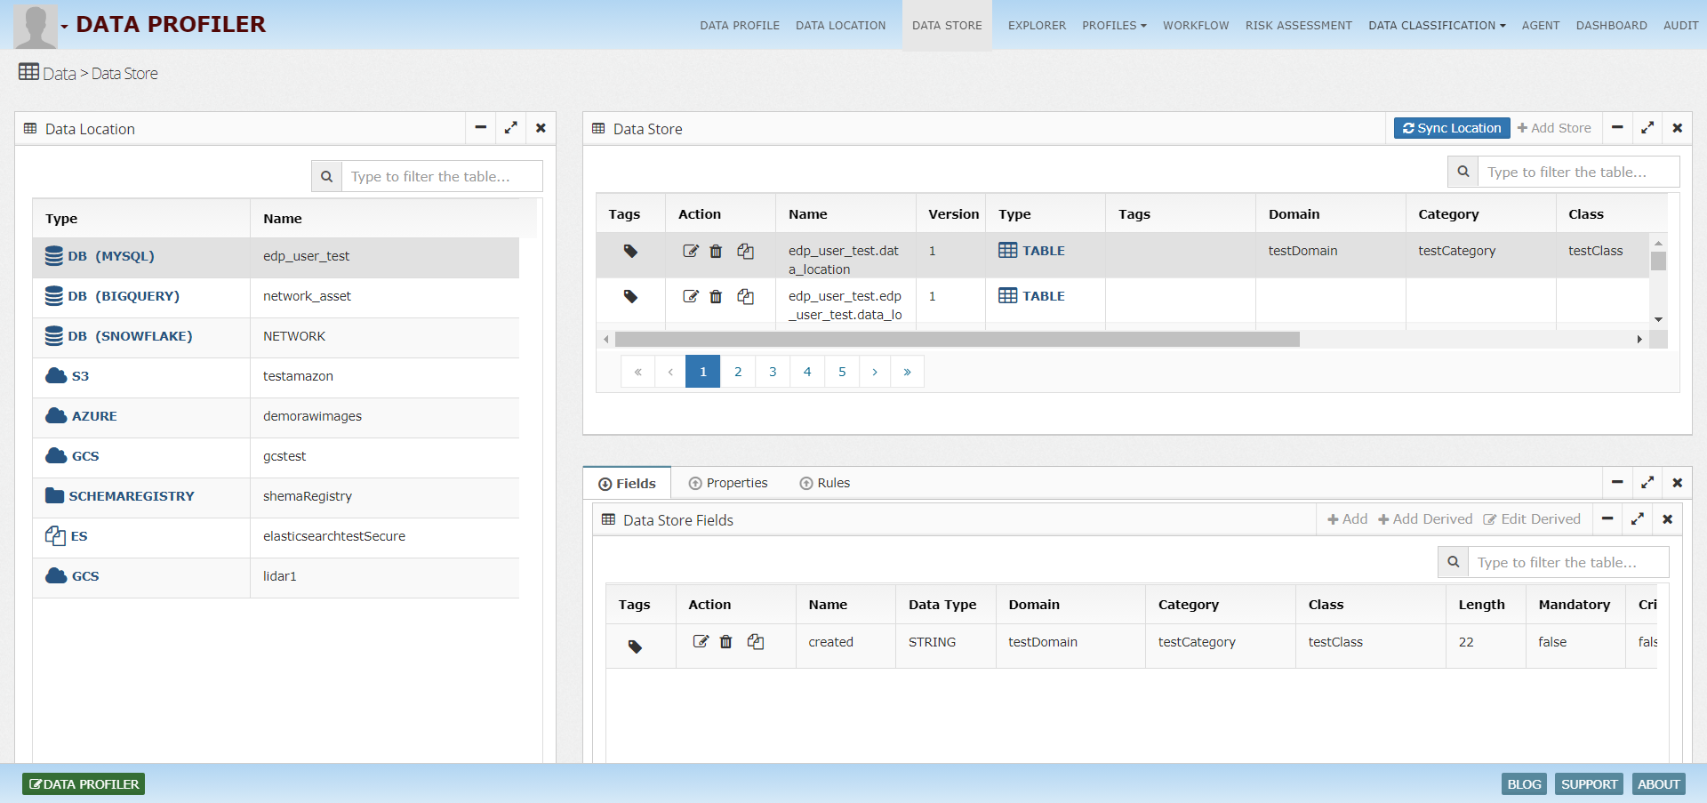 DATA PROFILER
DATA PROFILE DATA LOCATION DATA STORE EXPLORER PROFILES WORKFLOW RISK ASSESSMENT DATA CLASSIFICATION AGENT DASHBOARD AUDIT
Data > Data Store
Data Location
Type to filter the table...
Type Name
DB (MYSQL) edp_user_test
DB (BIGQUERY) network_asset
DB (SNOWFLAKE) NETWORK
S3 testamazon
AZURE demorawimages
GCS gcstest
SCHEMAREGISTRY shemaRegistry
ES elasticsearchtestSecure
GCS lidar1
Data Store
Sync Location + Add Store
Type to filter the table...
Tags Action Name Version Type Tags Domain Category Class
edp_user_test.dat
a_location 1 TABLE testDomain testCategory testClass
edp_user_test.edp
_user_test.data_lo 1 TABLE
« ‹ 1 2 3 4 5 › »
Fields Properties Rules
Data Store Fields
+ Add + Add Derived Edit Derived
Type to filter the table...
Tags Action Name Data Type Domain Category Class Length Mandatory Cri
created STRING testDomain testCategory testClass 22 false fals
DATA PROFILER
BLOG SUPPORT ABOUT